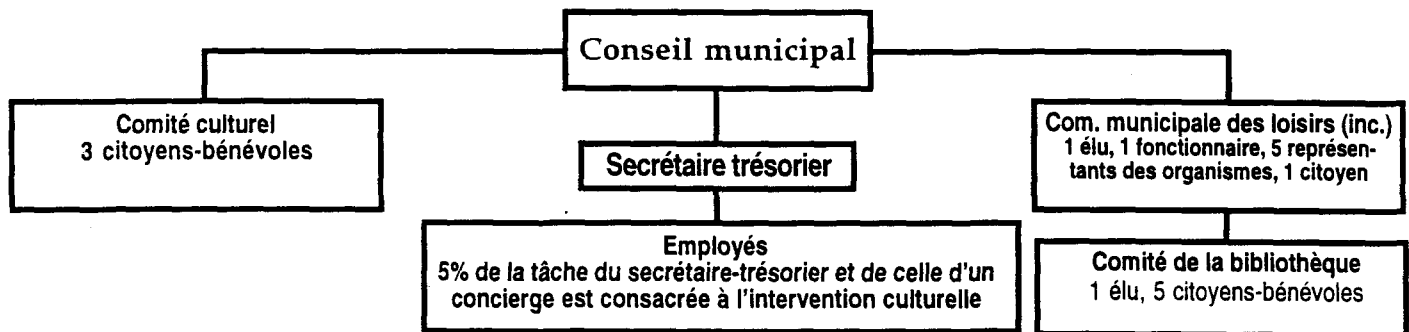 Conseil municipal
Comité culturel
3 citoyens-bénévoles
Secrétaire trésorier
Com. municipale des loisirs (inc.)
1 élu, 1 fonctionnaire, 5 représen-
tants des organismes, 1 citoyen
Employés
5% de la tâche du secrétaire-trésorier et de celle d'un
concierge est consacrée à l'intervention culturelle
Comité de la bibliothèque
1 élu, 5 citoyens-bénévoles